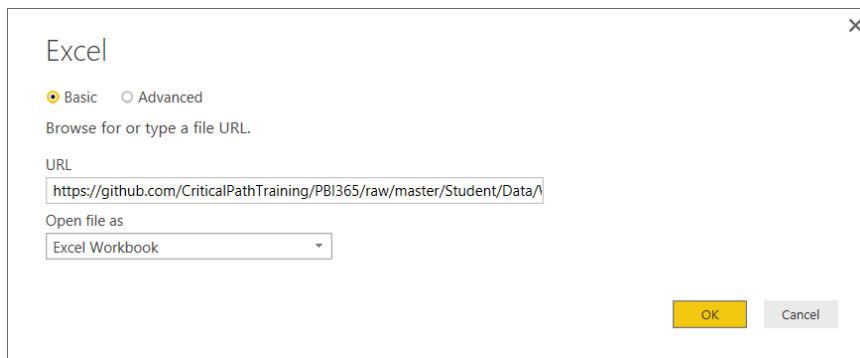 Excel
Basic Advanced
Browse for or type a file URL.
URL
https://github.com/CriticalPathTraining/PBI365/raw/master/Student/Data/
Open file as
Excel Workbook
OK Cancel